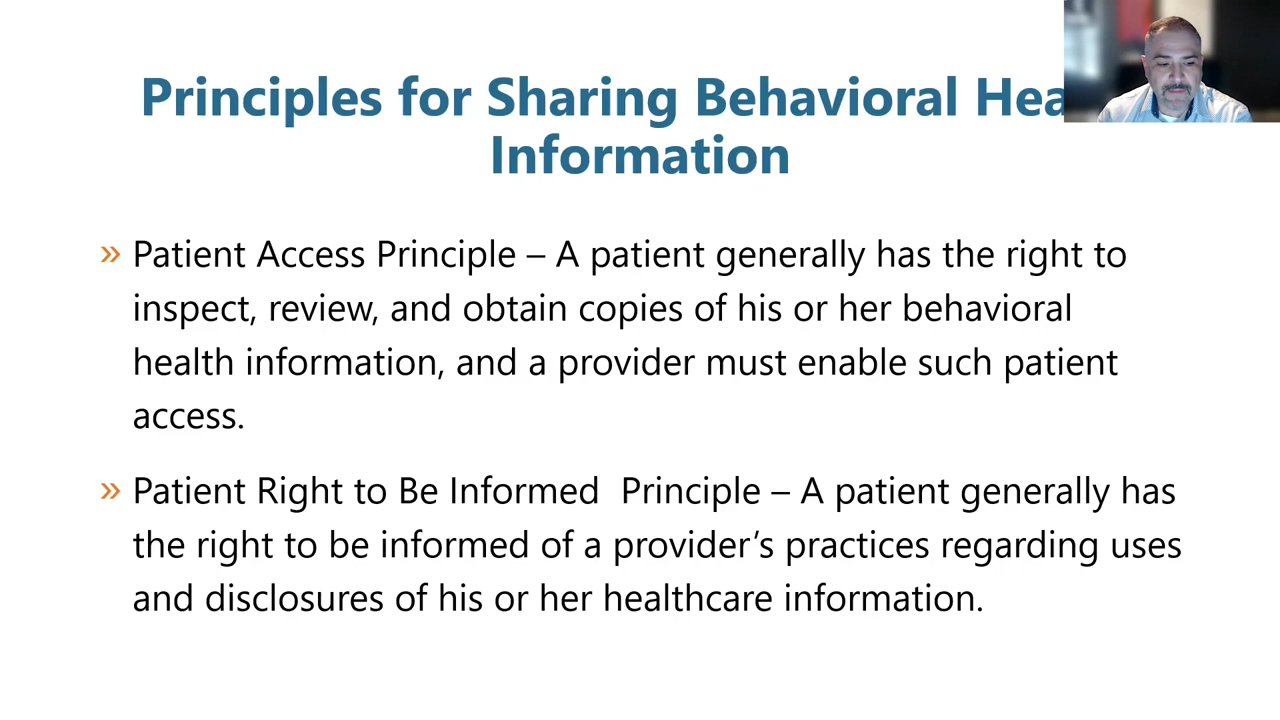 Principles for Sharing Behavioral
Information
» Patient Access Principle – A patient generally has the right to
inspect, review, and obtain copies of his or her behavioral
health information, and a provider must enable such patient
access.
» Patient Right to Be Informed  Principle – A patient generally has
the right to be informed of a provider’s practices regarding uses
and disclosures of his or her healthcare information.